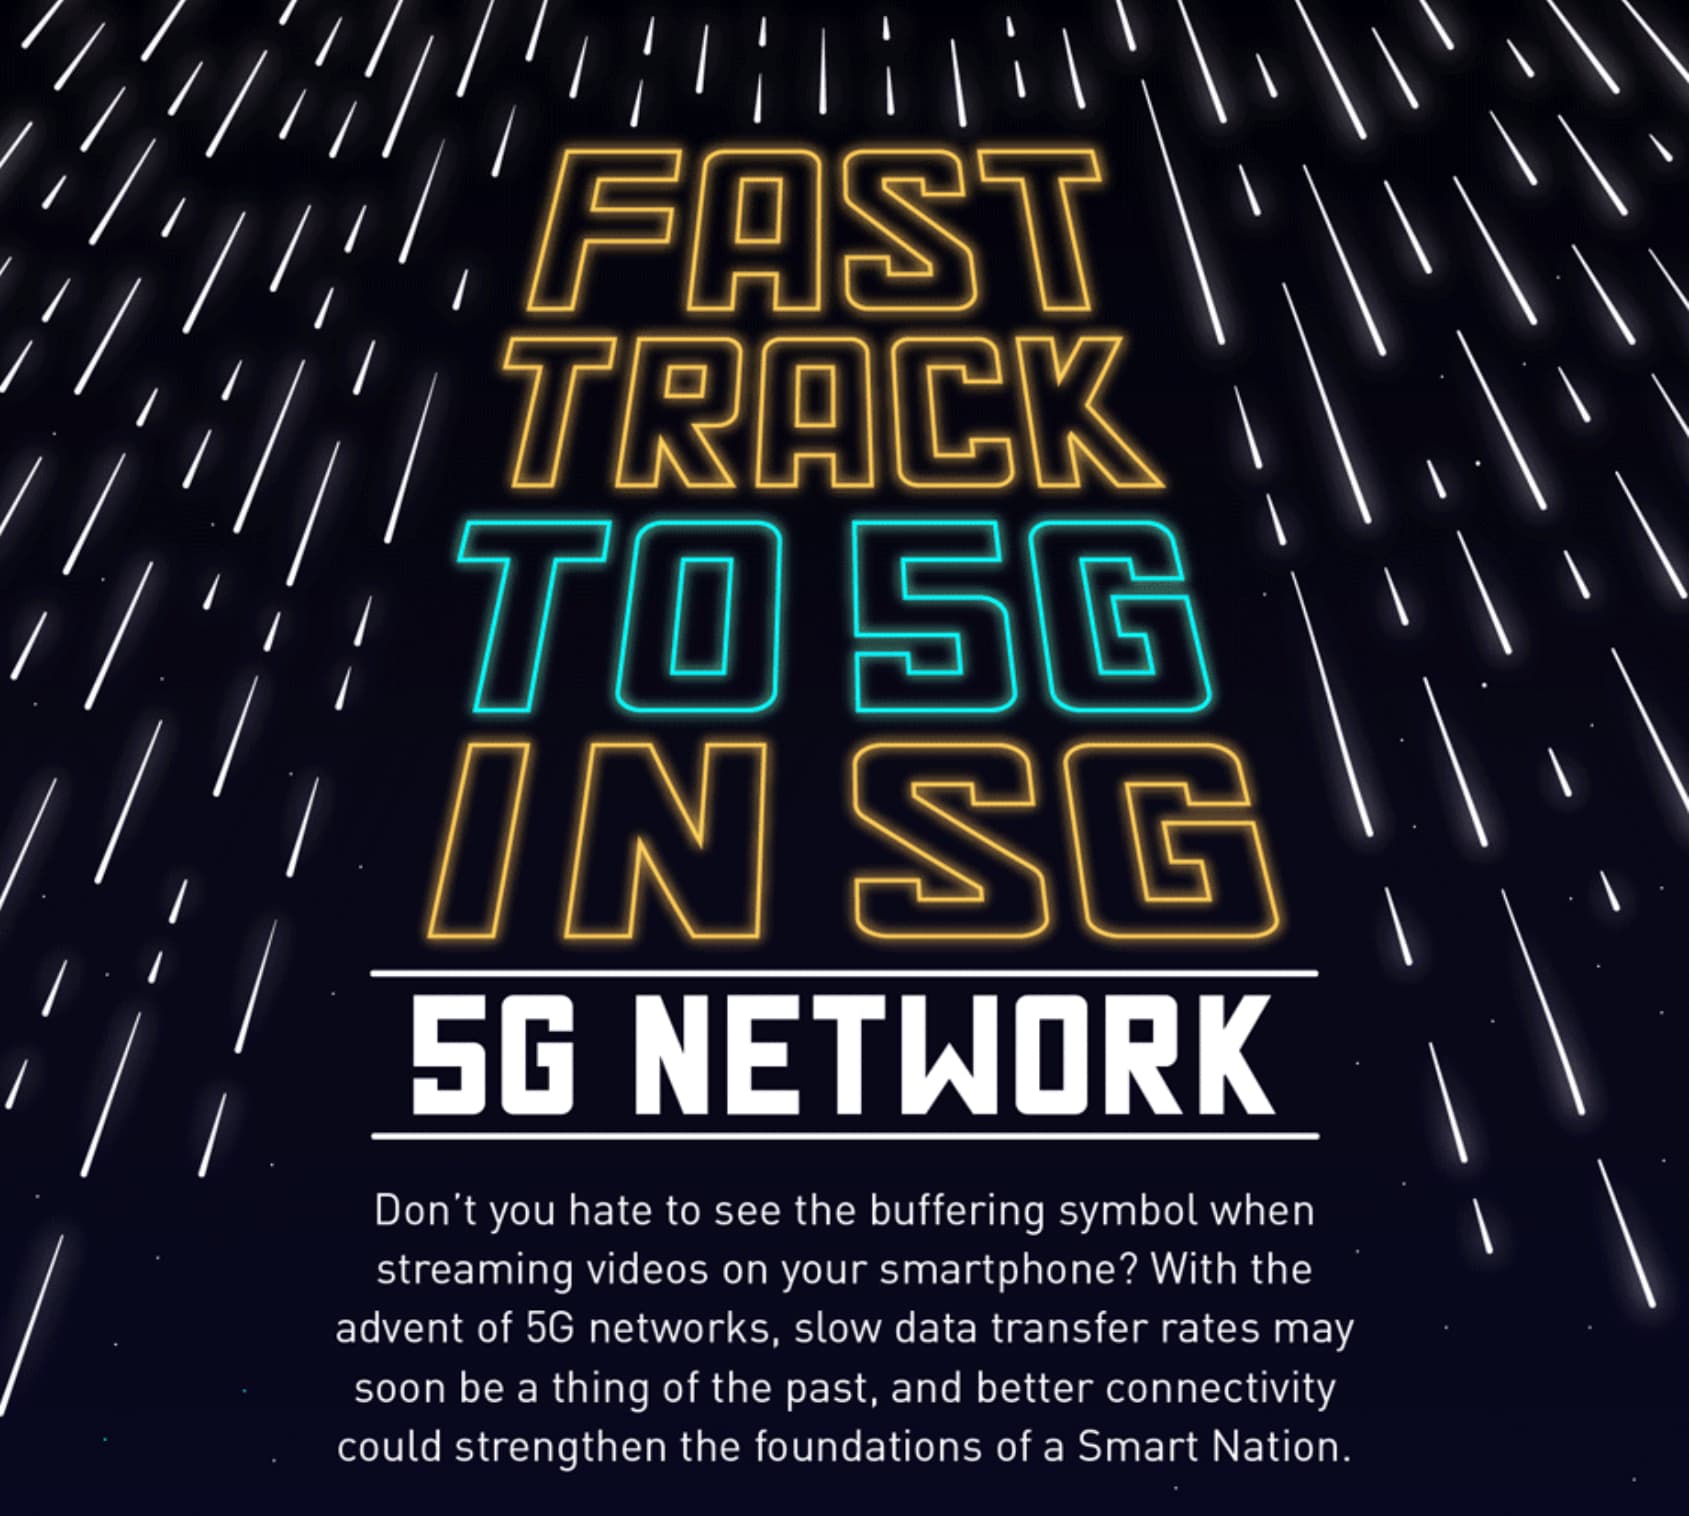 FAST
TRACK
TO 5G
IN SG
5G NETWORK
Don’t you hate to see the buffering symbol when
streaming videos on your smartphone? With the
advent of 5G networks, slow data transfer rates may
soon be a thing of the past, and better connectivity
could strengthen the foundations of a Smart Nation.